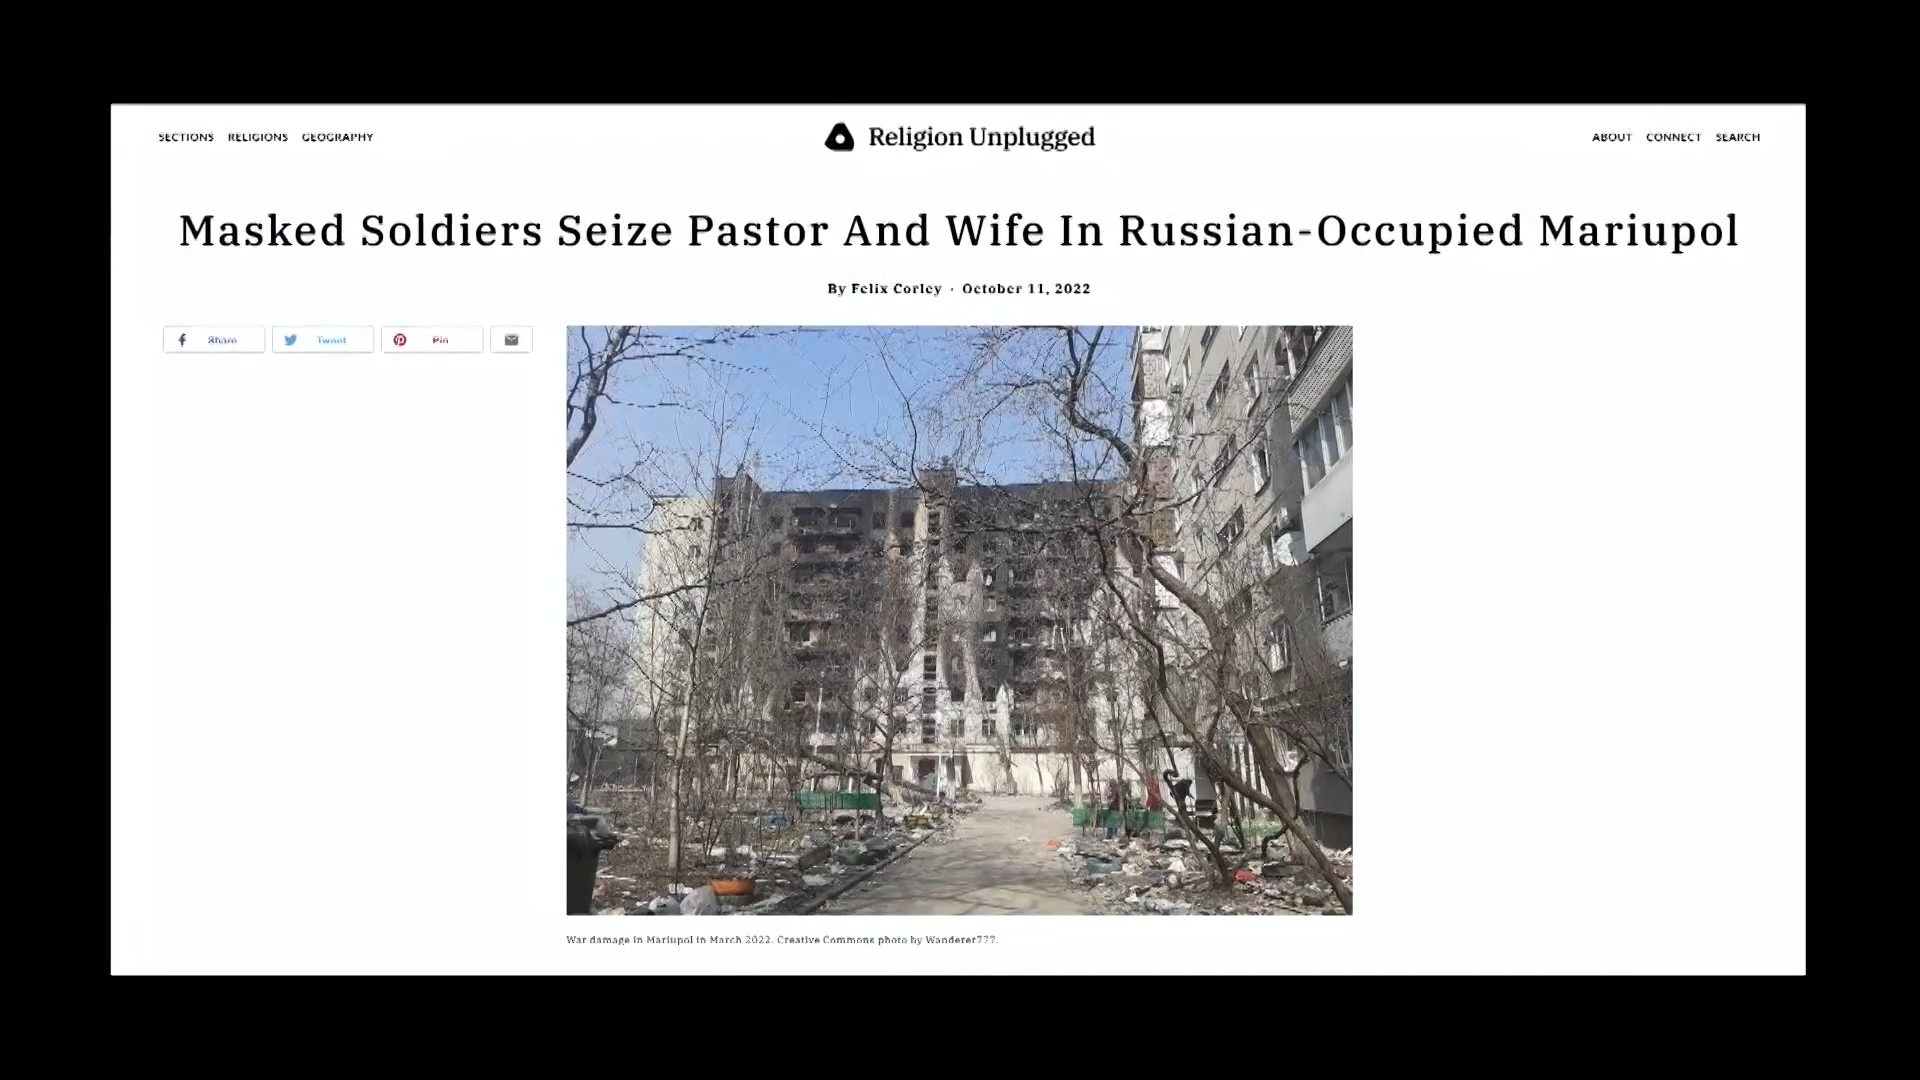 SECTIONS RELIGIONS GEOGRAPHY
Religion Unplugged
ABOUT CONNECT SEARCH
Masked Soldiers Seize Pastor And Wife In Russian-Occupied Mariupol
By Felix Corley · October 11, 2022
Share Tweet Pin
War damage in Mariupol in March 2022. Creative Commons photo by Wanderer777.